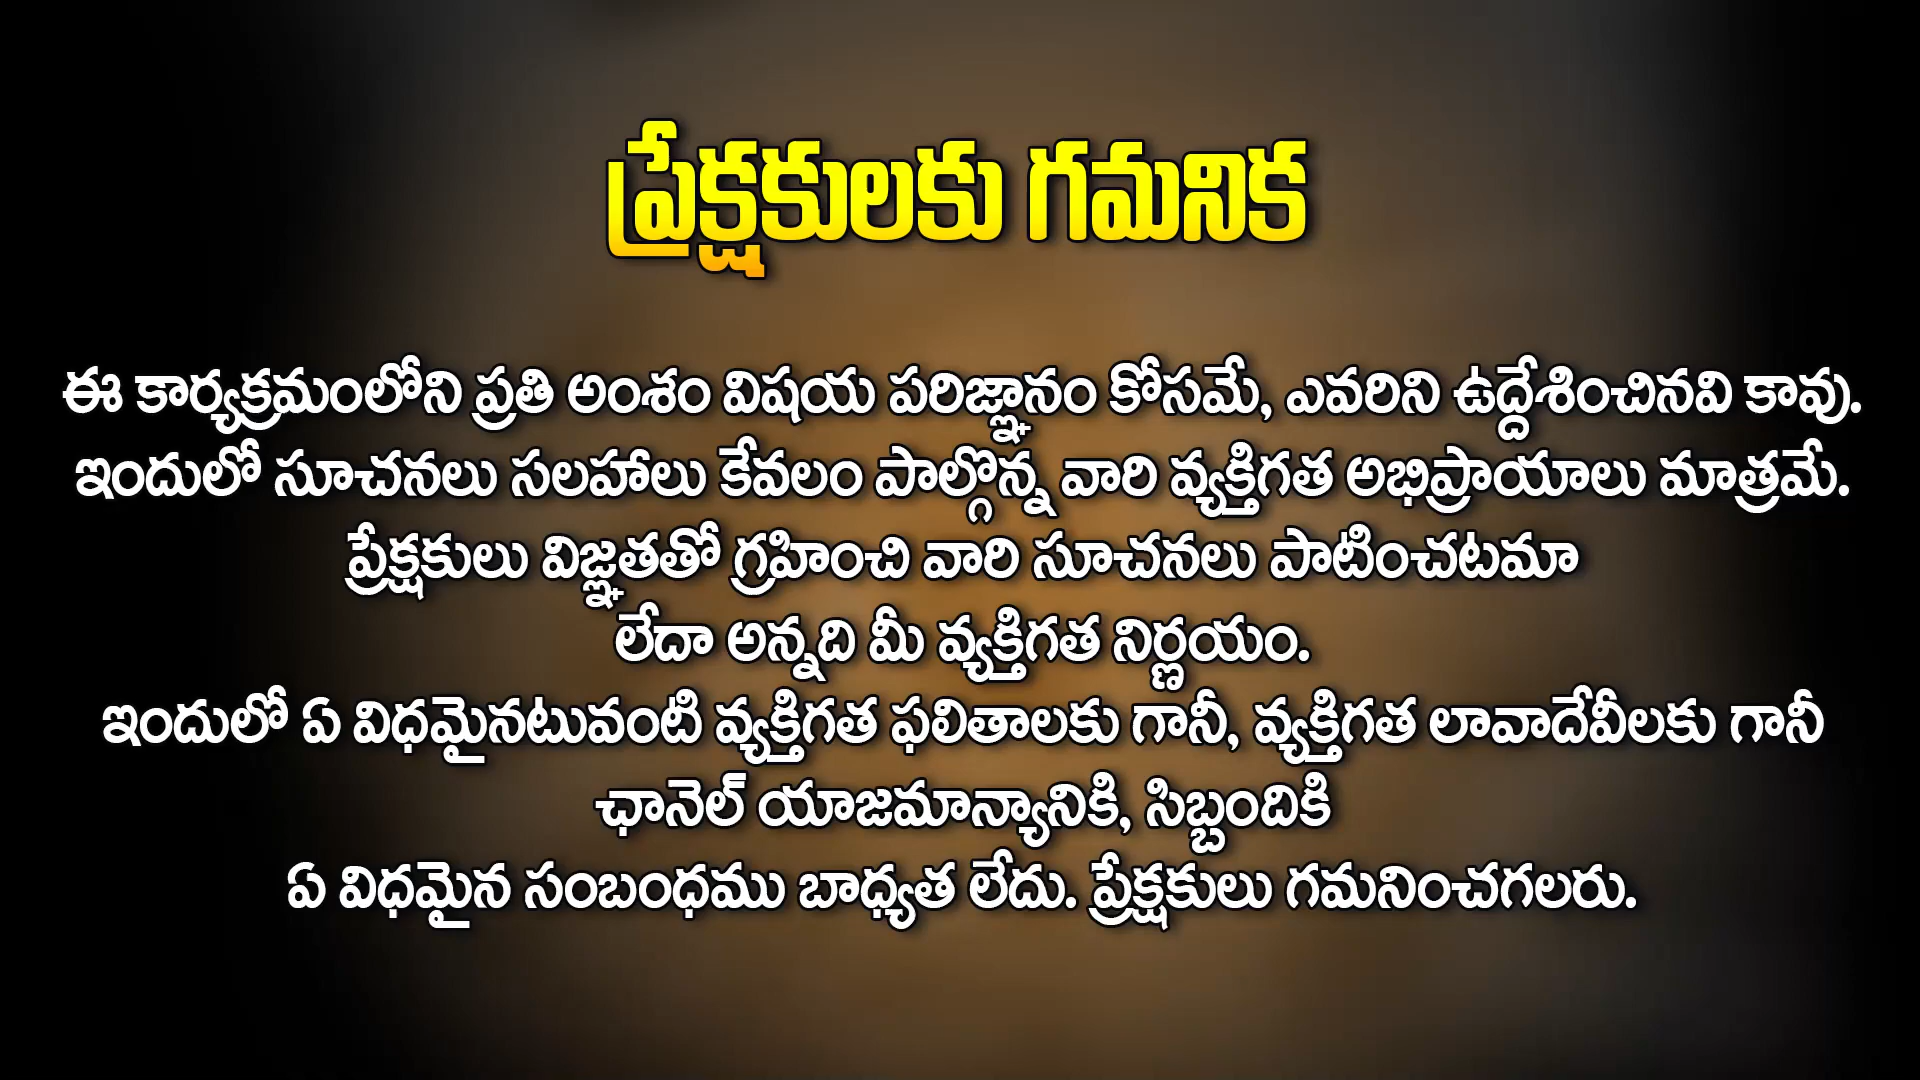 ప్రేక్షకులకు గమనిక
ఈ కార్యక్రమంలోని ప్రతి అంశం విషయ పరిజ్ఞానం కోసమే, ఎవరిని ఉద్దేశించినవి కావు.
ఇందులో సూచనలు సలహాలు కేవలం పాల్గొన్న వారి వ్యక్తిగత అభిప్రాయాలు మాత్రమే.
ప్రేక్షకులు విజ్ఞతతో గ్రహించి వారి సూచనలు పాటించటమా
లేదా అన్నది మీ వ్యక్తిగత నిర్ణయం.
ఇందులో ఏ విధమైనటువంటి వ్యక్తిగత ఫలితాలకు గానీ, వ్యక్తిగత లావాదేవీలకు గానీ
ఛానెల్ యాజమాన్యానికి, సిబ్బందికి
ఏ విధమైన సంబంధము బాధ్యత లేదు. ప్రేక్షకులు గమనించగలరు.